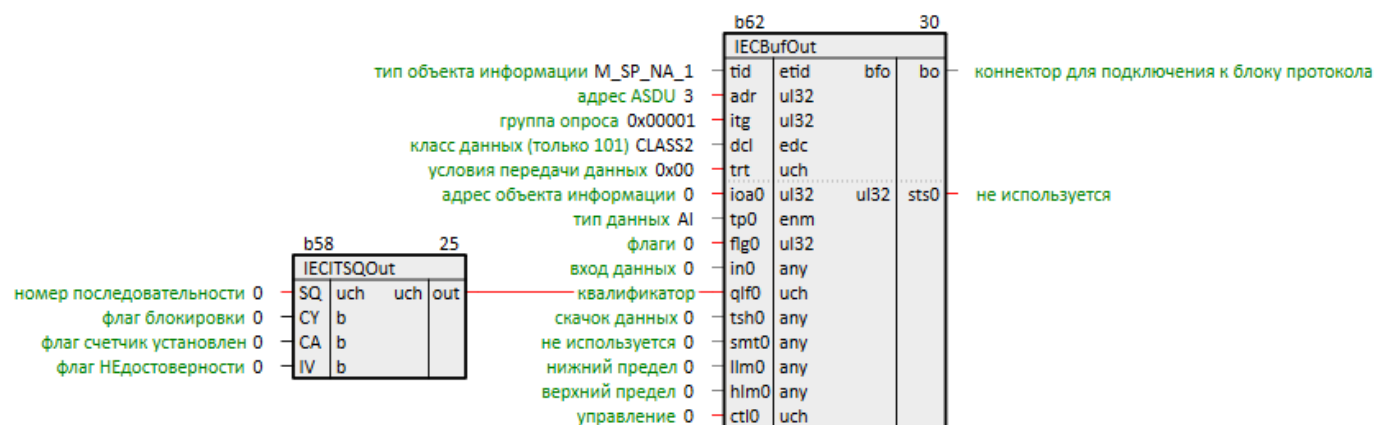 b62 30
IECBufOut
тип объекта информации M_SP_NA_1 tid etid bfo bo коннектор для подключения к блоку протокола
адрес ASDU 3 adr ul32
группа опроса 0x00001 itg ul32
класс данных (только 101) CLASS2 dcl edc
условия передачи данных 0x00 trt uch
адрес объекта информации 0 ioa0 ul32 ul32 sts0 не используется
тип данных AI tp0 enm
флаги 0 flg0 ul32
b58 25
IECITSQOut
вход данных 0 in0 any
номер последовательности 0 SQ uch uch out квалификатор qlf0 uch
флаг блокировки 0 CY b скачок данных 0 tsh0 any
флаг счетчик установлен 0 CA b не используется 0 smt0 any
флаг НЕдостоверности 0 IV b нижний предел 0 llm0 any
верхний предел 0 hlm0 any
управление 0 ctl0 uch